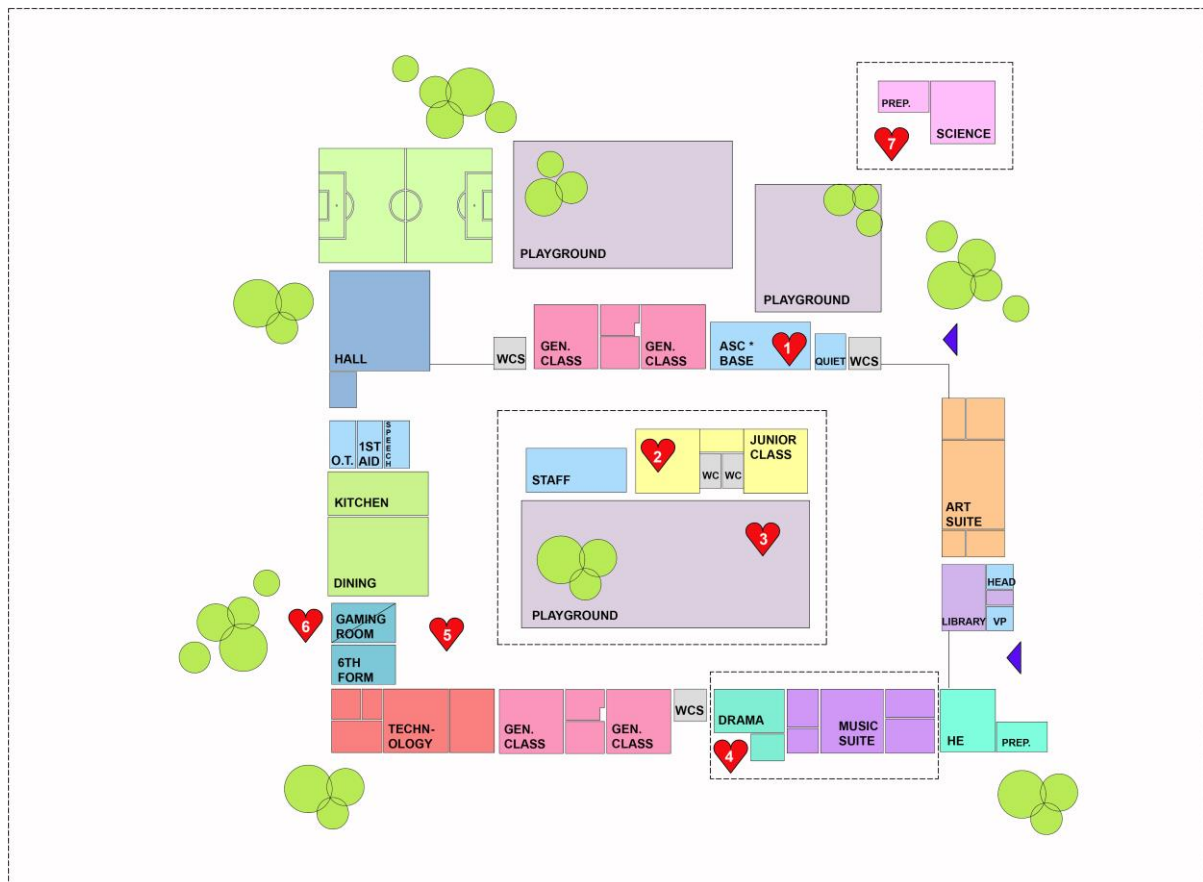 PREP.
SCIENCE
7
PLAYGROUND
PLAYGROUND
HALL
WCS
GEN.
CLASS
GEN.
CLASS
ASC *
BASE
1
QUIET
WCS
O.T.
1ST
AID
SPEECH
KITCHEN
DINING
STAFF
2
WC
WC
JUNIOR
CLASS
3
PLAYGROUND
ART
SUITE
HEAD
LIBRARY
VP
6
GAMING
ROOM
5
6TH
FORM
TECHN-
OLOGY
GEN.
CLASS
GEN.
CLASS
WCS
DRAMA
4
MUSIC
SUITE
HE
PREP.